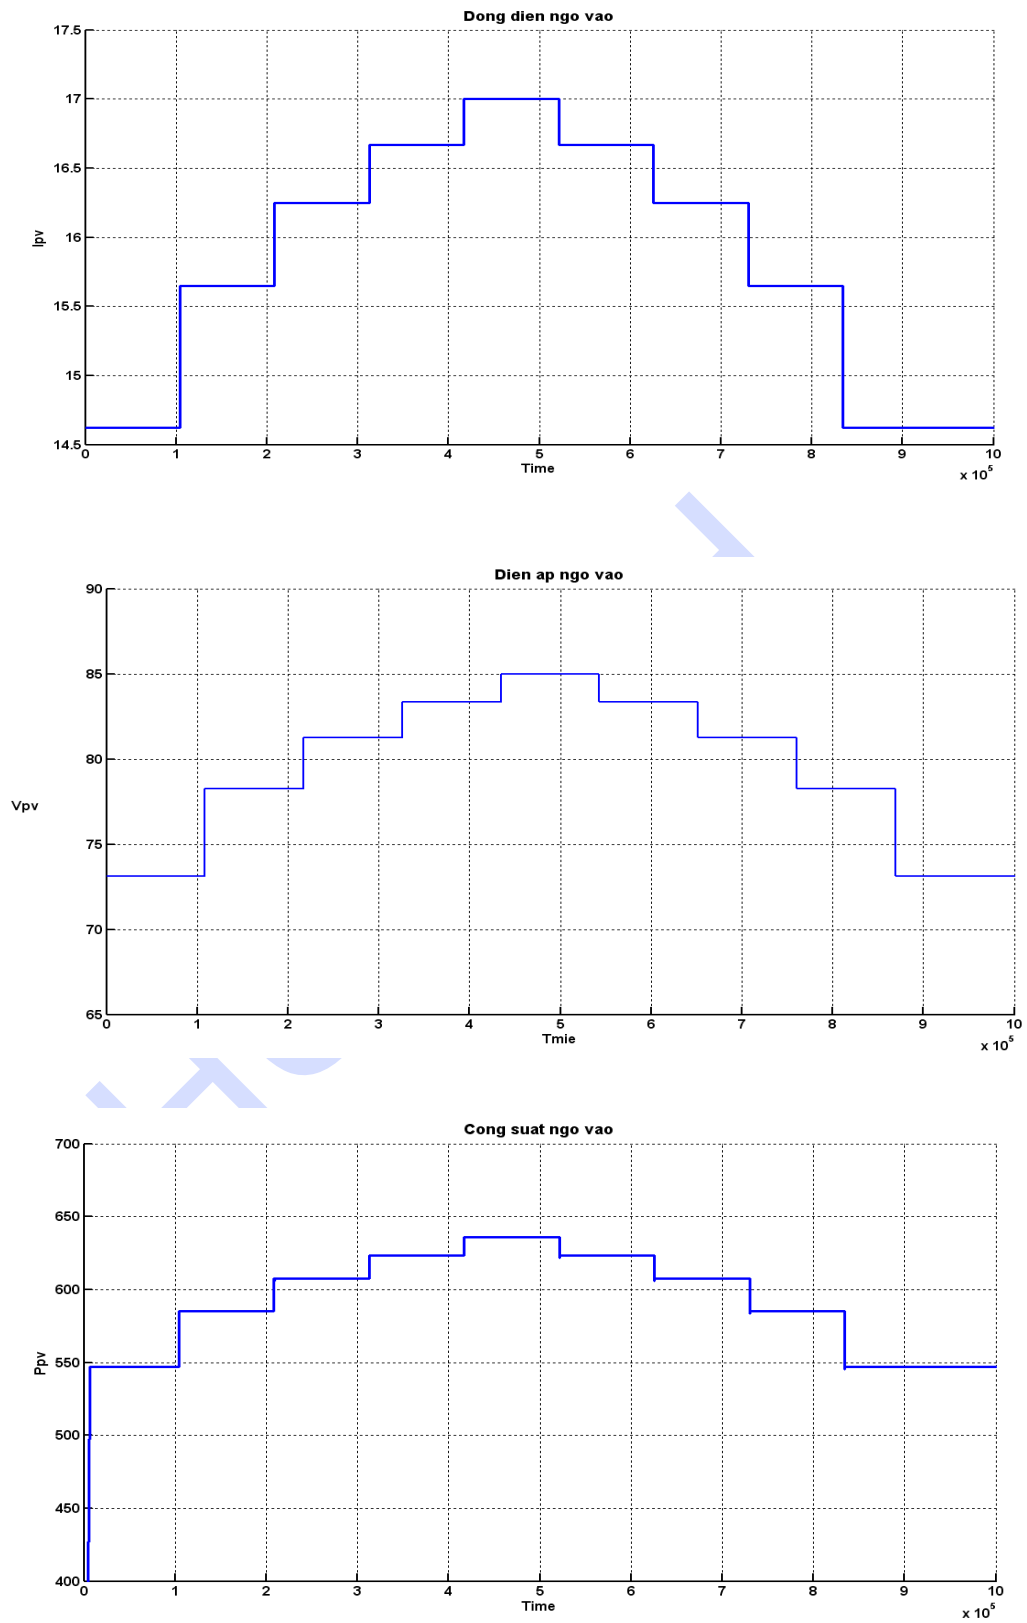 Dong dien ngo vao
17.5
17
16.5
16
15.5
15
14.5
Ipv
0 1 2 3 4 5 6 7 8 9 10
Time
x 10^5
Dien ap ngo vao
90
85
80
75
70
65
Vpv
0 1 2 3 4 5 6 7 8 9 10
Tmie
x 10^5
Cong suat ngo vao
700
650
600
550
500
450
400
Ppv
0 1 2 3 4 5 6 7 8 9 10
Time
x 10^5